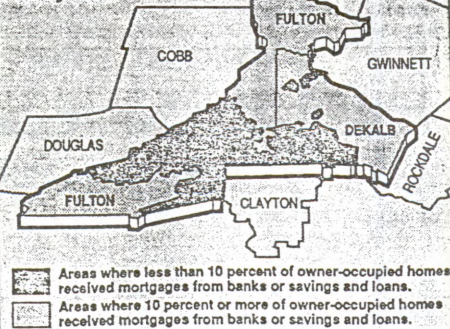 FULTON
COBB
GWINNETT
DOUGLAS
DEKALB
ROCKDALE
FULTON
CLAYTON
Areas where less than 10 percent of owner-occupied homes
received mortgages from banks or savings and loans.
Areas where 10 percent or more of owner-occupied homes
received mortgages from banks or savings and loans.